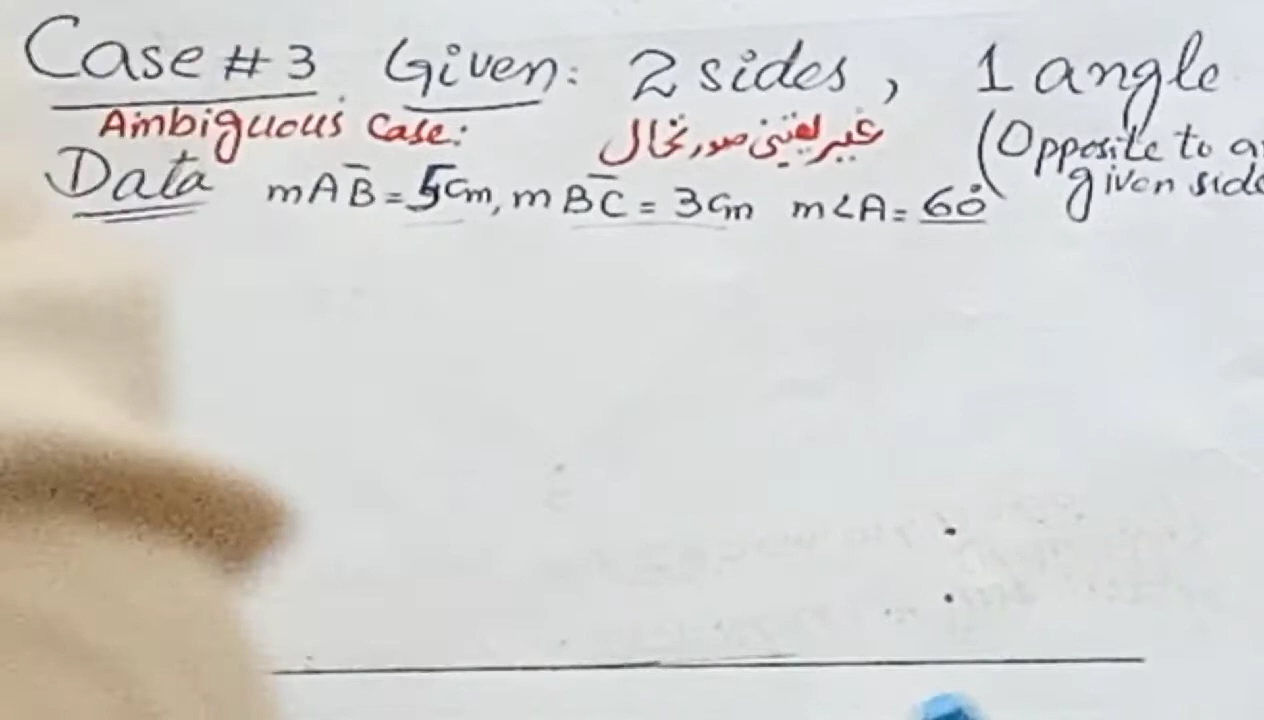 Case # 3 Given: 2 sides, 1 angle
Ambiguous Case: غیر یقینی صورتحال (Opposite to a
given side
Data mAB̅ = 5cm, mBC̅ = 3cm m∠A = 60°